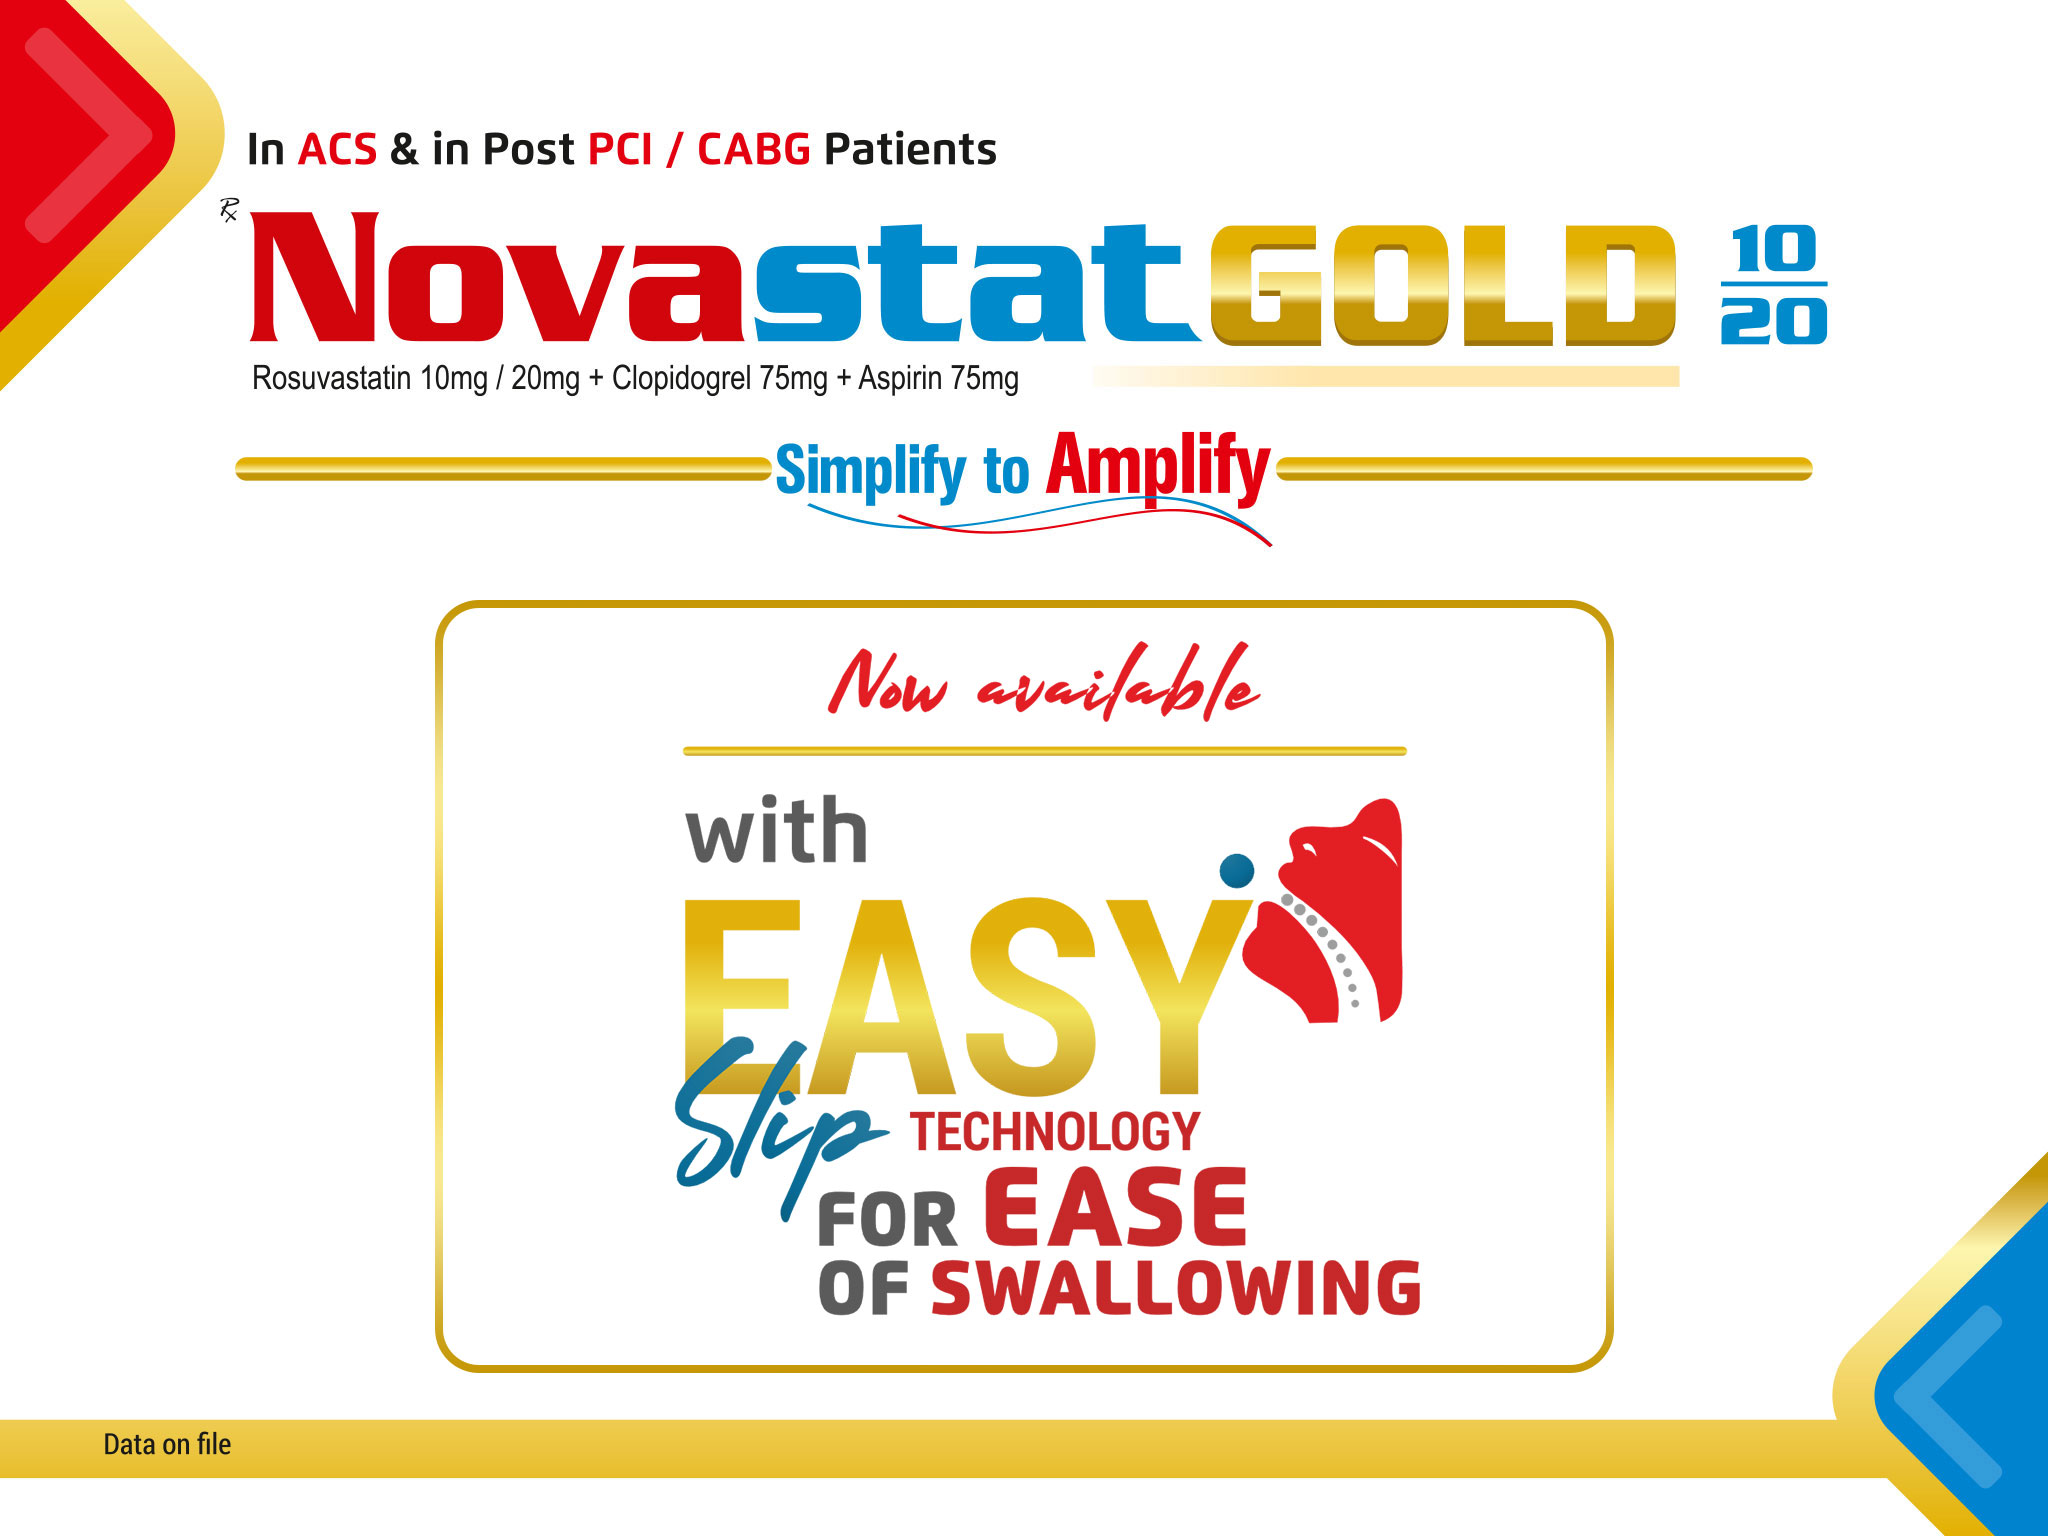 In ACS & in Post PCI / CABG Patients
Rx NovastatGOLD 10/20
Rosuvastatin 10mg / 20mg + Clopidogrel 75mg + Aspirin 75mg
Simplify to Amplify
Now available
with
EASY
Slip TECHNOLOGY
FOR EASE
OF SWALLOWING
Data on file